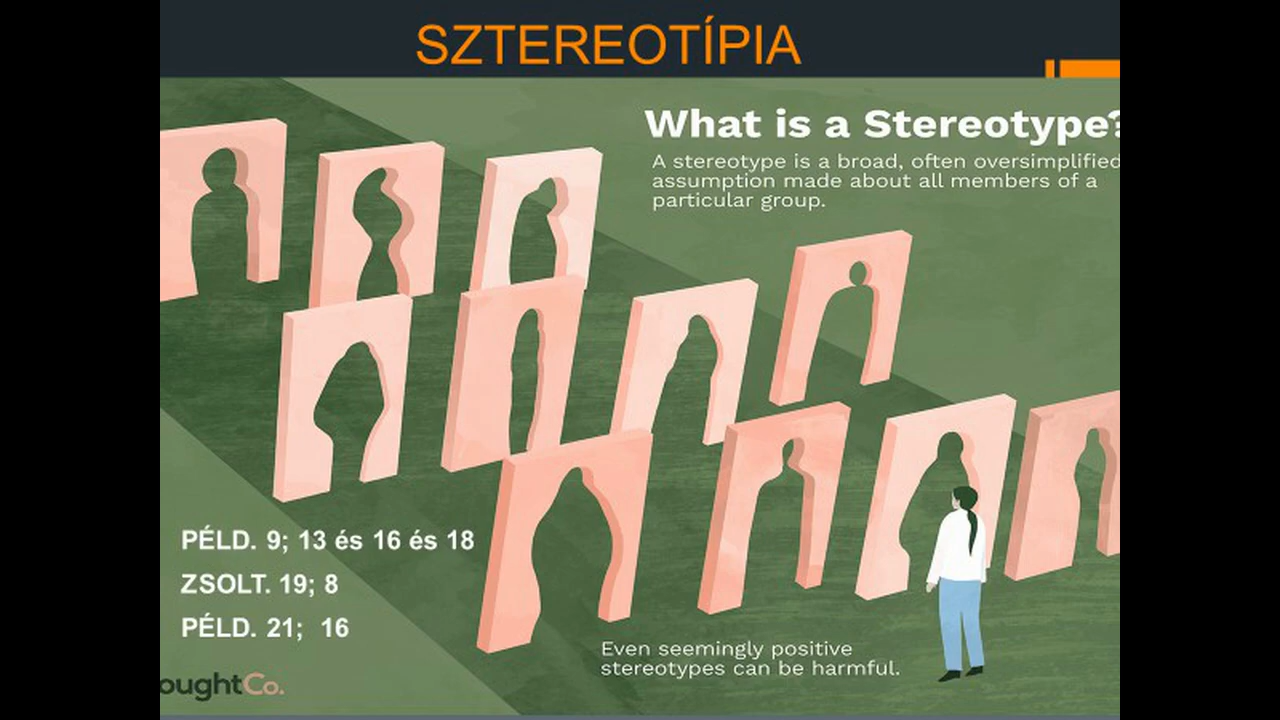 SZTEREOTÍPIA
What is a Stereotype?
A stereotype is a broad, often oversimplified
assumption made about all members of a
particular group.
PÉLD. 9; 13 és 16 és 18
ZSOLT. 19; 8
PÉLD. 21;  16
Even seemingly positive
stereotypes can be harmful.
oughtCo.